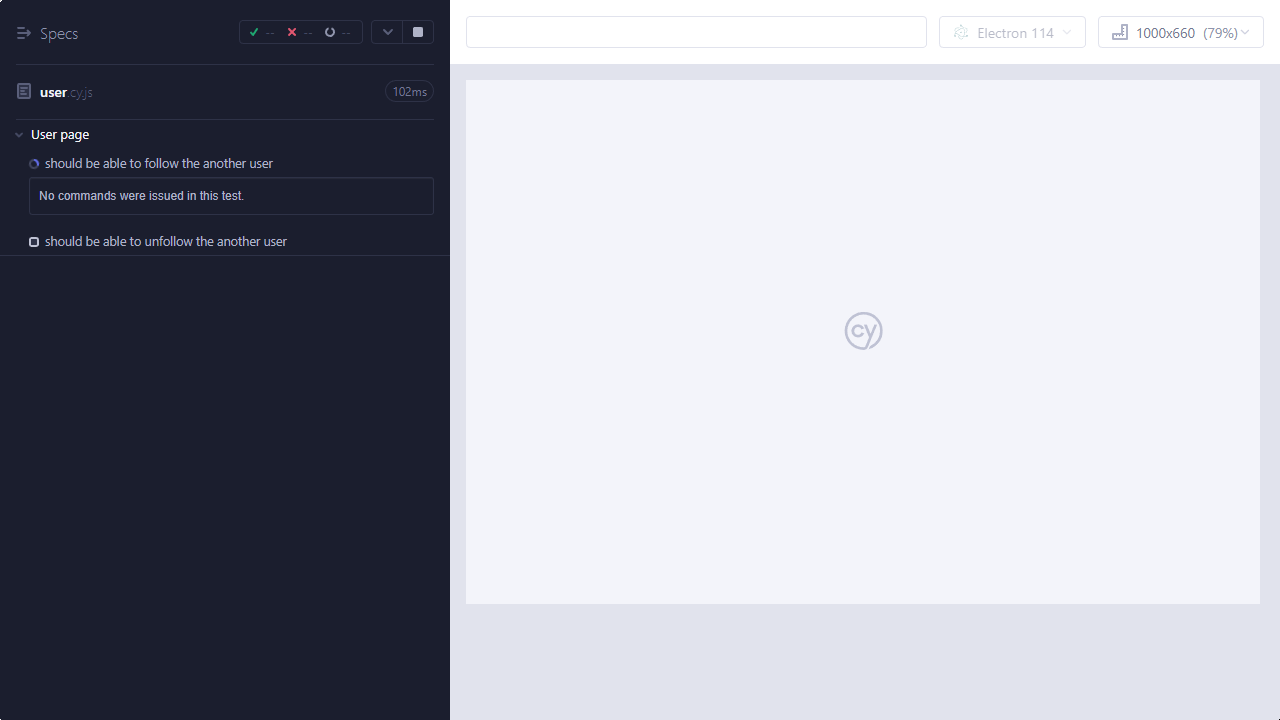 Specs
-- -- --
Electron 114
1000x660 (79%)
user.cy.js
102ms
User page
should be able to follow the another user
No commands were issued in this test.
should be able to unfollow the another user
cy